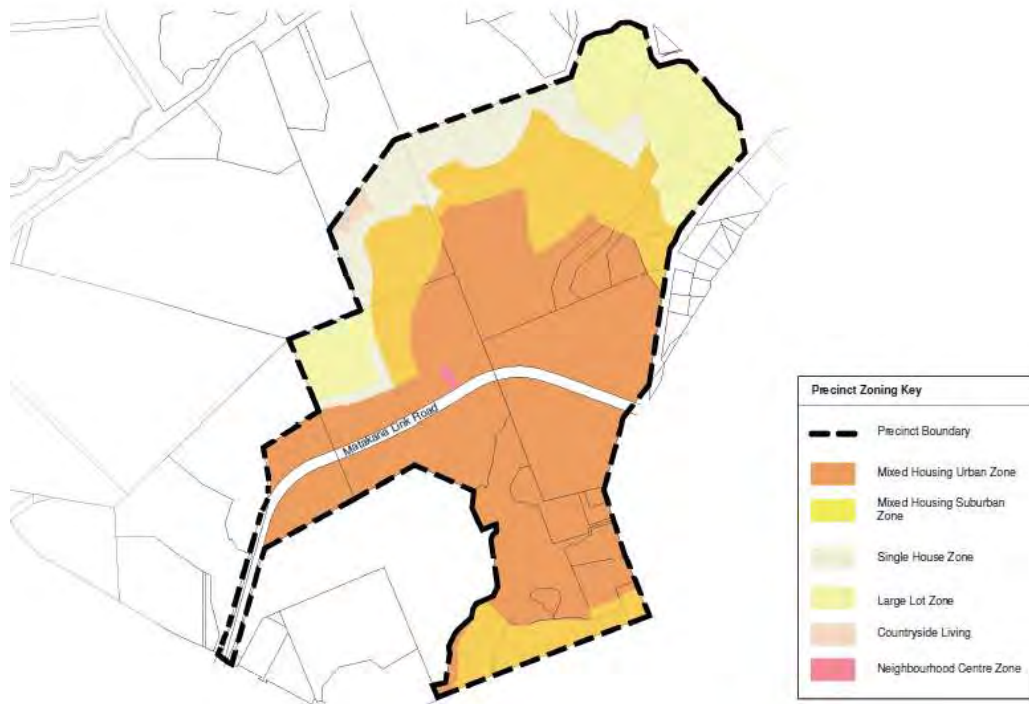 Matakana Link Road
Precinct Zoning Key
Precinct Boundary
Mixed Housing Urban Zone
Mixed Housing Suburban
Zone
Single House Zone
Large Lot Zone
Countryside Living
Neighbourhood Centre Zone